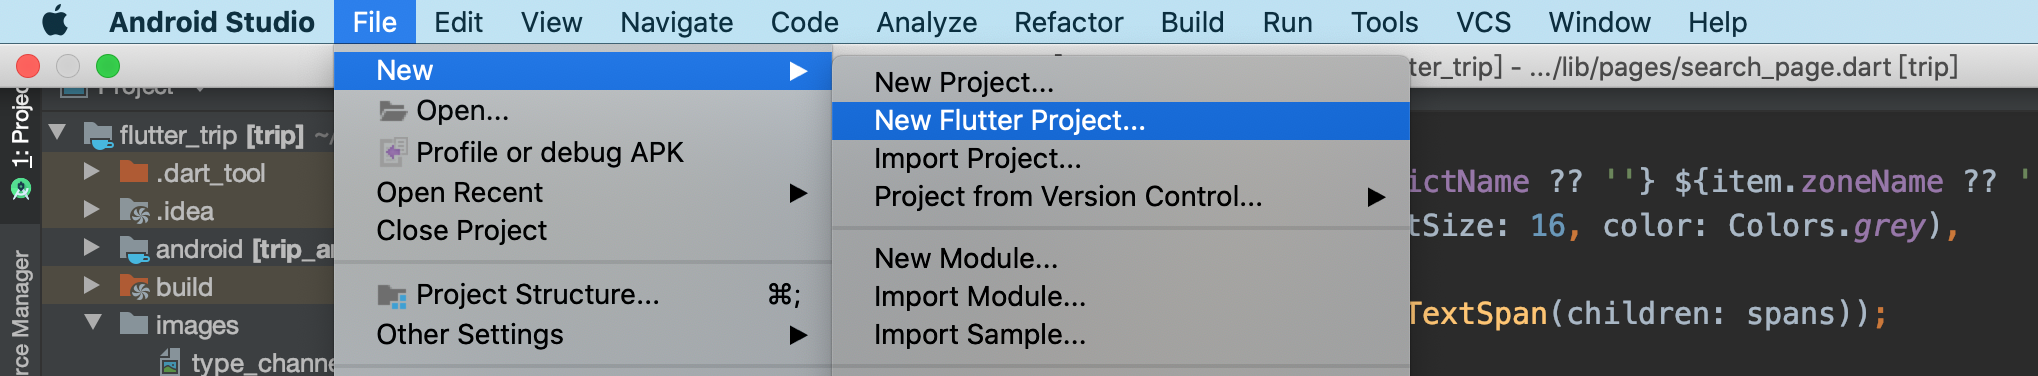 Android Studio File Edit View Navigate Code Analyze Refactor Build Run Tools VCS Window Help
ter_trip] - .../lib/pages/search_page.dart [trip]
1: Projec
rce Manager
Project
flutter_trip [trip] ~/
.dart_tool
.idea
android [trip_a
build
images
type_chann
New
Open...
Profile or debug APK
Open Recent
Close Project
Project Structure... ⌘;
Other Settings
New Project...
New Flutter Project...
Import Project...
Project from Version Control...
New Module...
Import Module...
Import Sample...
ictName ?? ''} ${item.zoneName ?? '
tSize: 16, color: Colors.grey),
TextSpan(children: spans));